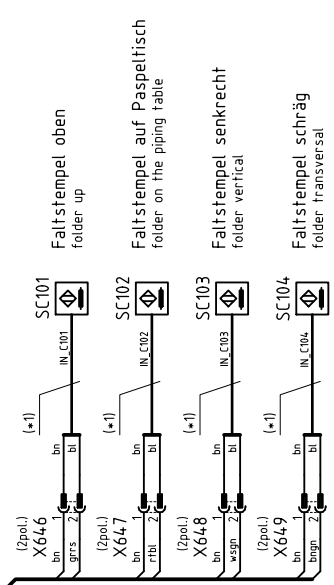 (2pol.)
X646
bn 1
grrs 2
bn
bl
(*1)
IN_C101
SC101
Faltstempel oben
folder up
(2pol.)
X647
bn 1
rtbl 2
bn
bl
(*1)
IN_C102
SC102
Faltstempel auf Paspeltisch
folder on the piping table
(2pol.)
X648
bn 1
wsgn 2
bn
bl
(*1)
IN_C103
SC103
Faltstempel senkrecht
folder vertical
(2pol.)
X649
bn 1
bngn 2
bn
bl
(*1)
IN_C104
SC104
Faltstempel schräg
folder transversal